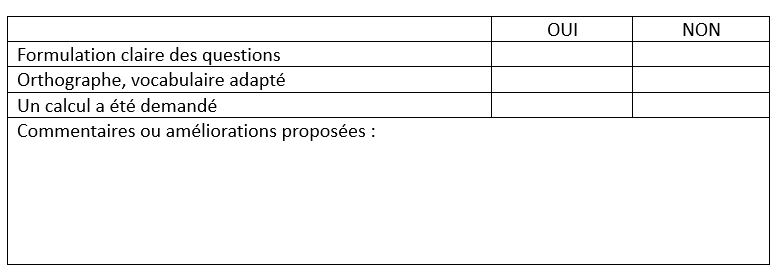 OUI NON
Formulation claire des questions
Orthographe, vocabulaire adapté
Un calcul a été demandé
Commentaires ou améliorations proposées :